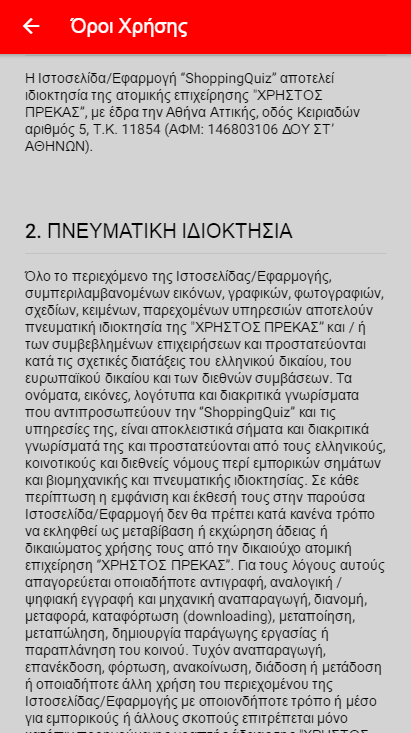 Όροι Χρήσης
Η Ιστοσελίδα/Εφαρμογή “ShoppingQuiz” αποτελεί
ιδιοκτησία της ατομικής επιχείρησης "ΧΡΗΣΤΟΣ
ΠΡΕΚΑΣ”, με έδρα την Αθήνα Αττικής, οδός Κειριαδών
αριθμός 5, Τ.Κ. 11854 (ΑΦΜ: 146803106 ΔΟΥ ΣΤ’
ΑΘΗΝΩΝ).
2. ΠΝΕΥΜΑΤΙΚΗ ΙΔΙΟΚΤΗΣΙΑ
Όλο το περιεχόμενο της Ιστοσελίδας/Εφαρμογής,
συμπεριλαμβανομένων εικόνων, γραφικών, φωτογραφιών,
σχεδίων, κειμένων, παρεχομένων υπηρεσιών αποτελούν
πνευματική ιδιοκτησία της "ΧΡΗΣΤΟΣ ΠΡΕΚΑΣ” και / ή
των συμβεβλημένων επιχειρήσεων και προστατεύονται
κατά τις σχετικές διατάξεις του ελληνικού δικαίου, του
ευρωπαϊκού δικαίου και των διεθνών συμβάσεων. Τα
ονόματα, εικόνες, λογότυπα και διακριτικά γνωρίσματα
που αντιπροσωπεύουν την “ShoppingQuiz” και τις
υπηρεσίες της, είναι αποκλειστικά σήματα και διακριτικά
γνωρίσματά της και προστατεύονται από τους ελληνικούς,
κοινοτικούς και διεθνείς νόμους περί εμπορικών σημάτων
και βιομηχανικής και πνευματικής ιδιοκτησίας. Σε κάθε
περίπτωση η εμφάνιση και έκθεσή τους στην παρούσα
Ιστοσελίδα/Εφαρμογή δεν θα πρέπει κατά κανένα τρόπο
να εκληφθεί ως μεταβίβαση ή εκχώρηση άδειας ή
δικαιώματος χρήσης τους από την δικαιούχο ατομική
επιχείρηση “ΧΡΗΣΤΟΣ ΠΡΕΚΑΣ”. Για τους λόγους αυτούς
απαγορεύεται οποιαδήποτε αντιγραφή, αναλογική /
ψηφιακή εγγραφή και μηχανική αναπαραγωγή, διανομή,
μεταφορά, καταφόρτωση (downloading), μεταποίηση,
μεταπώληση, δημιουργία παράγωγης εργασίας ή
παραπλάνηση του κοινού. Τυχόν αναπαραγωγή,
επανέκδοση, φόρτωση, ανακοίνωση, διάδοση ή μετάδοση
ή οποιαδήποτε άλλη χρήση του περιεχομένου της
Ιστοσελίδας/Εφαρμογής με οποιονδήποτε τρόπο ή μέσο
για εμπορικούς ή άλλους σκοπούς επιτρέπεται μόνο